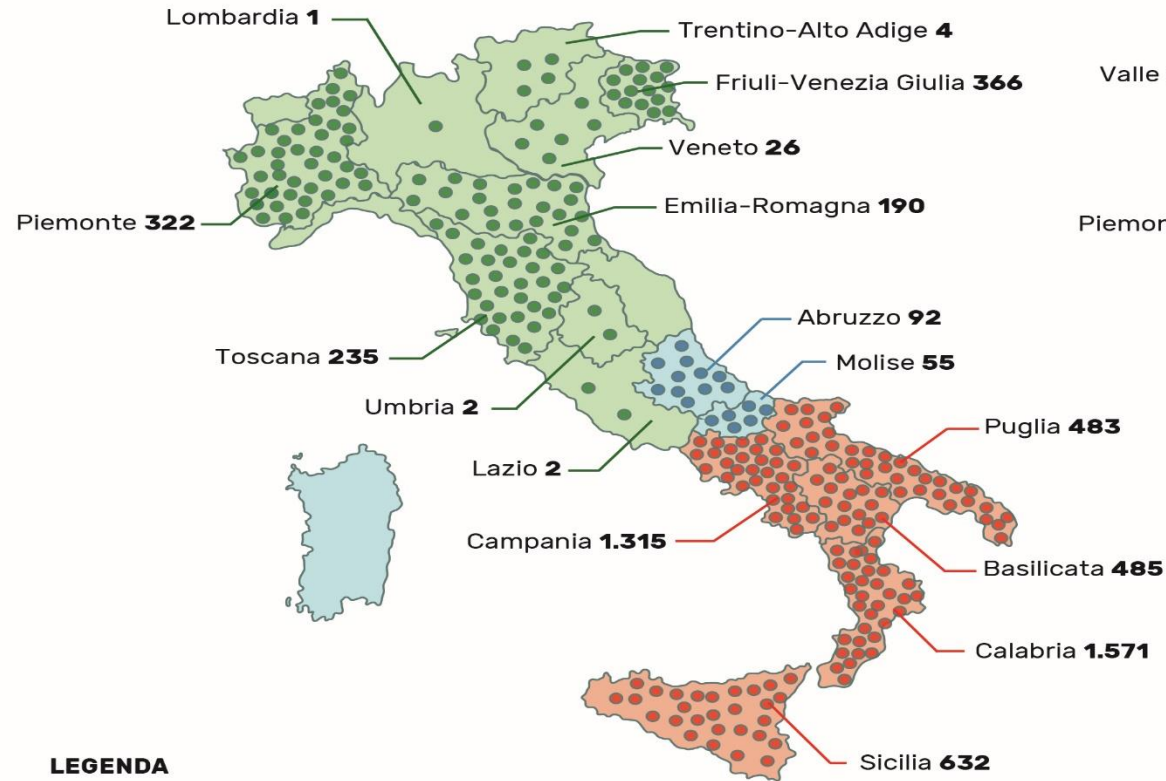 Lombardia 1
Trentino-Alto Adige 4
Friuli-Venezia Giulia 366
Valle
Veneto 26
Emilia-Romagna 190
Piemonte 322
Piemor
Abruzzo 92
Toscana 235
Molise 55
Umbria 2
Puglia 483
Lazio 2
Campania 1.315
Basilicata 485
Calabria 1.571
Sicilia 632
LEGENDA